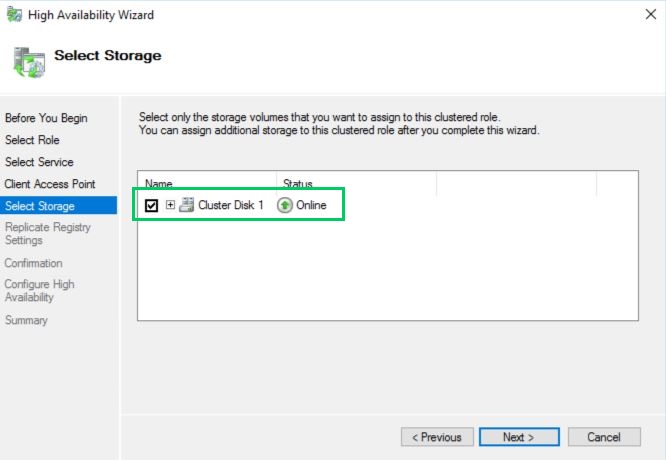 High Availability Wizard
Select Storage
Before You Begin
Select Role
Select Service
Client Access Point
Select Storage
Replicate Registry
Settings
Confirmation
Configure High
Availability
Summary
Select only the storage volumes that you want to assign to this clustered role.
You can assign additional storage to this clustered role after you complete this wizard.
Name Status
Cluster Disk 1 Online
< Previous Next > Cancel